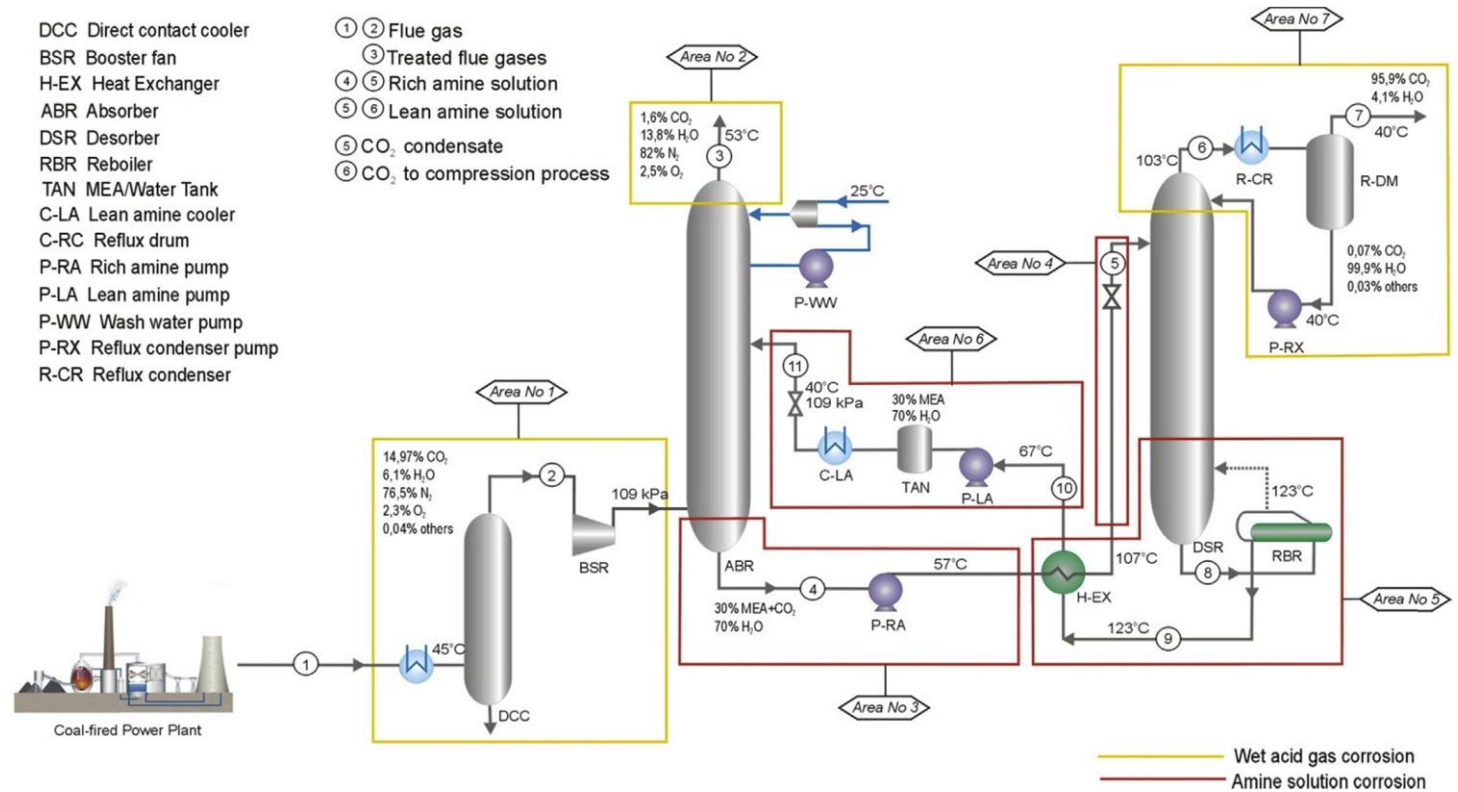 DCC Direct contact cooler
BSR Booster fan
H-EX Heat Exchanger
ABR Absorber
DSR Desorber
RBR Reboiler
TAN MEA/Water Tank
C-LA Lean amine cooler
C-RC Reflux drum
P-RA Rich amine pump
P-LA Lean amine pump
P-WW Wash water pump
P-RX Reflux condenser pump
R-CR Reflux condenser
① ② Flue gas
③ Treated flue gases
④ ⑤ Rich amine solution
⑤ ⑥ Lean amine solution
⑤ CO₂ condensate
⑥ CO₂ to compression process
Area No 2
1,6% CO₂
13,8% H₂O
82% N₂
2,5% O₂
53°C
3
25°C
P-WW
Area No 7
95,9% CO₂
4,1% H₂O
7
40°C
103°C
6
R-CR
R-DM
0,07% CO₂
99,9% H₂O
0,03% others
40°C
P-RX
Area No 4
5
Area No 6
11
40°C
109 kPa
30% MEA
70% H₂O
C-LA
TAN
P-LA
67°C
10
Area No 1
14,97% CO₂
6,1% H₂O
76,5% N₂
2,3% O₂
0,04% others
2
109 kPa
BSR
1
45°C
DCC
Coal-fired Power Plant
ABR
4
30% MEA+CO₂
70% H₂O
P-RA
57°C
Area No 3
H-EX
107°C
DSR
8
123°C
RBR
123°C
9
Area No 5
Wet acid gas corrosion
Amine solution corrosion